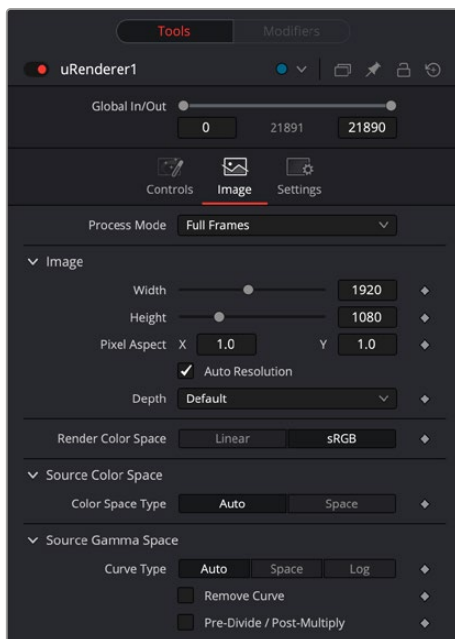 Tools Modifiers
uRenderer1
Global In/Out
0 21891 21890
Controls Image Settings
Process Mode Full Frames
Image
Width 1920
Height 1080
Pixel Aspect X 1.0 Y 1.0
Auto Resolution
Depth Default
Render Color Space Linear sRGB
Source Color Space
Color Space Type Auto Space
Source Gamma Space
Curve Type Auto Space Log
Remove Curve
Pre-Divide / Post-Multiply